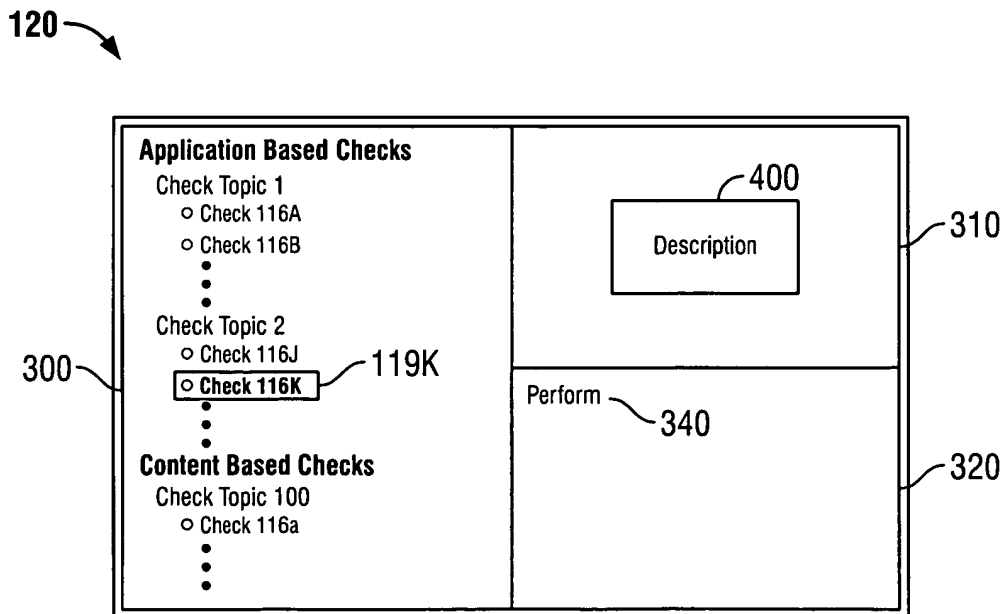 120
Application Based Checks
Check Topic 1
Check 116A
Check 116B
Check Topic 2
Check 116J
Check 116K
Content Based Checks
Check Topic 100
Check 116a
300
119K
400
Description
310
Perform
340
320